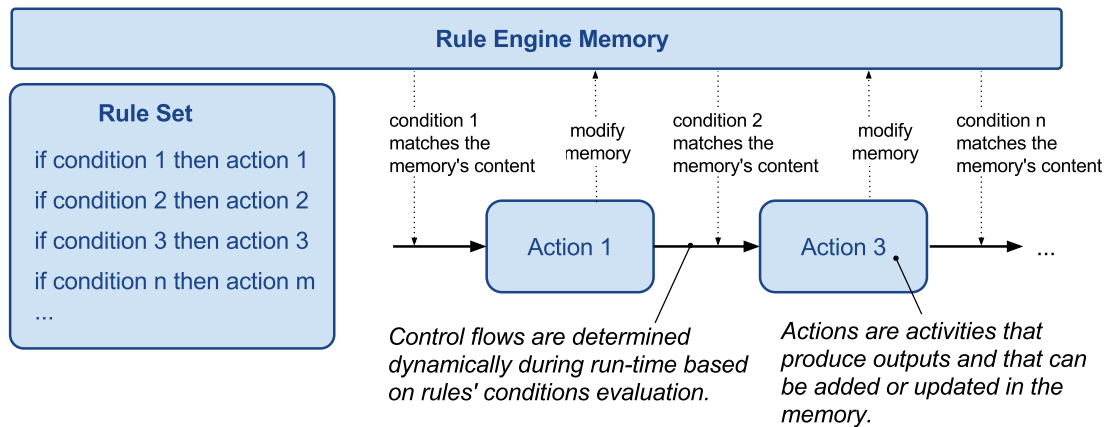 Rule Engine Memory
Rule Set
if condition 1 then action 1
if condition 2 then action 2
if condition 3 then action 3
if condition n then action m
...
condition 1
matches the
memory's content
modify
memory
condition 2
matches the
memory's content
modify
memory
condition n
matches the
memory's content
Action 1
Action 3
...
Control flows are determined
dynamically during run-time based
on rules' conditions evaluation.
Actions are activities that
produce outputs and that can
be added or updated in the
memory.